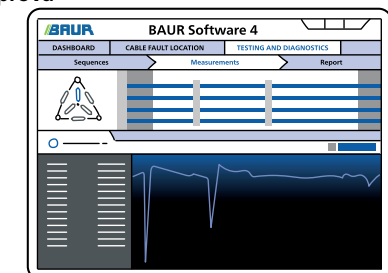 BAUR
BAUR Software 4
DASHBOARD
CABLE FAULT LOCATION
TESTING AND DIAGNOSTICS
Sequences
Measurements
Report